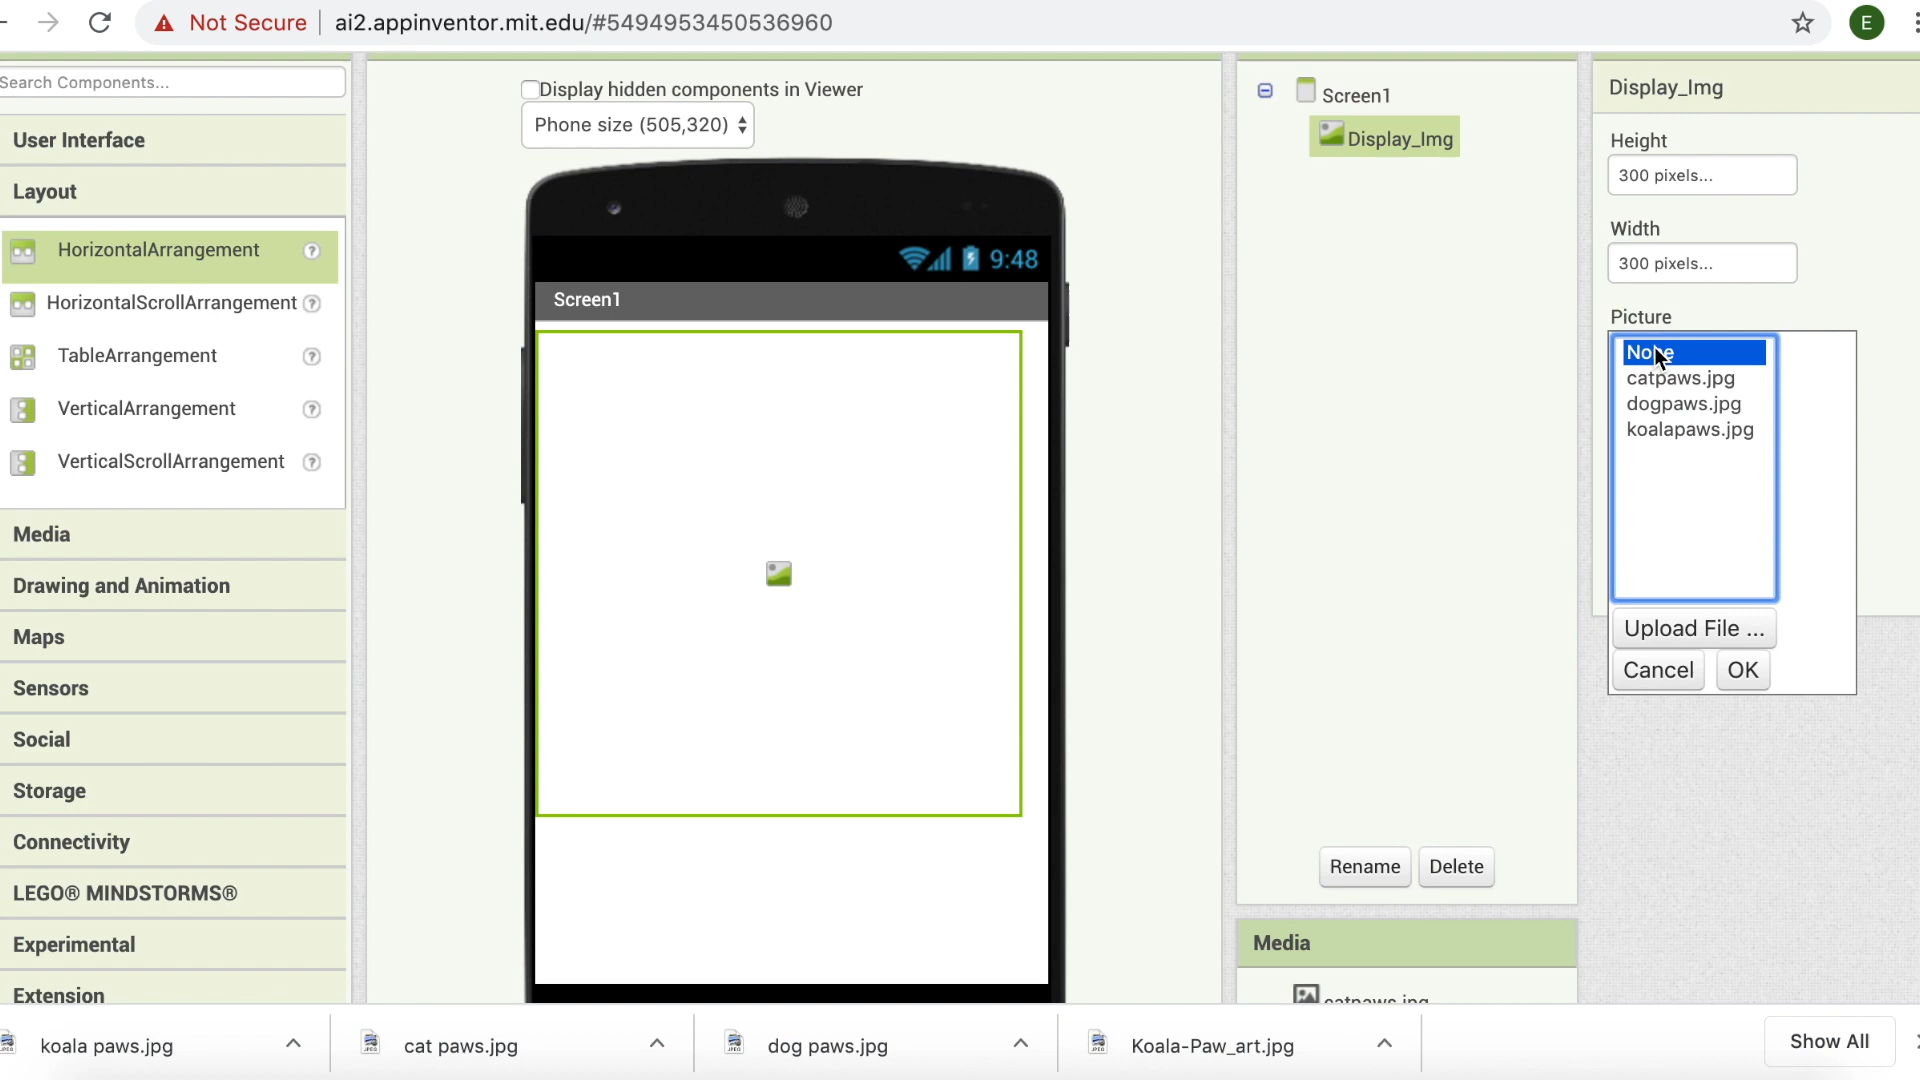 Not Secure
ai2.appinventor.mit.edu/#5494953450536960
E
Search Components...
User Interface
Layout
HorizontalArrangement
?
HorizontalScrollArrangement
?
TableArrangement
?
VerticalArrangement
?
VerticalScrollArrangement
?
Media
Drawing and Animation
Maps
Sensors
Social
Storage
Connectivity
LEGO® MINDSTORMS®
Experimental
Extension
Display hidden components in Viewer
Phone size (505,320)
9:48
Screen1
Screen1
Display_Img
Rename
Delete
Media
catpaws.jpg
Display_Img
Height
300 pixels...
Width
300 pixels...
Picture
None
catpaws.jpg
dogpaws.jpg
koalapaws.jpg
Upload File ...
Cancel
OK
koala paws.jpg
cat paws.jpg
dog paws.jpg
Koala-Paw_art.jpg
Show All